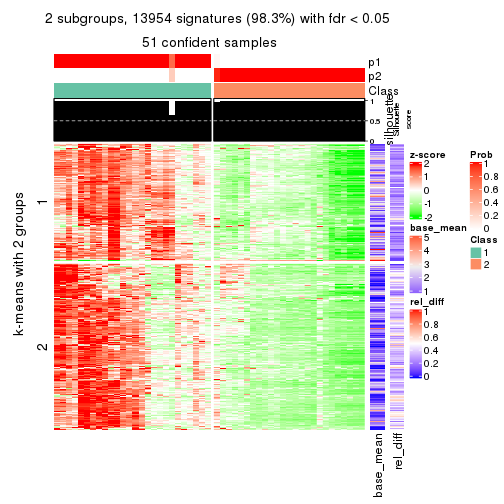 2 subgroups, 13954 signatures (98.3%) with fdr < 0.05
51 confident samples
p1
p2
Class
1
0.5
0
silhouette
Silhouette
score
k-means with 2 groups
1
2
base_mean
rel_diff
z-score
2
1
0
-1
-2
base_mean
5
4
3
2
1
rel_diff
1
0.8
0.6
0.4
0.2
0
Prob
1
0.8
0.6
0.4
0.2
0
Class
1
2